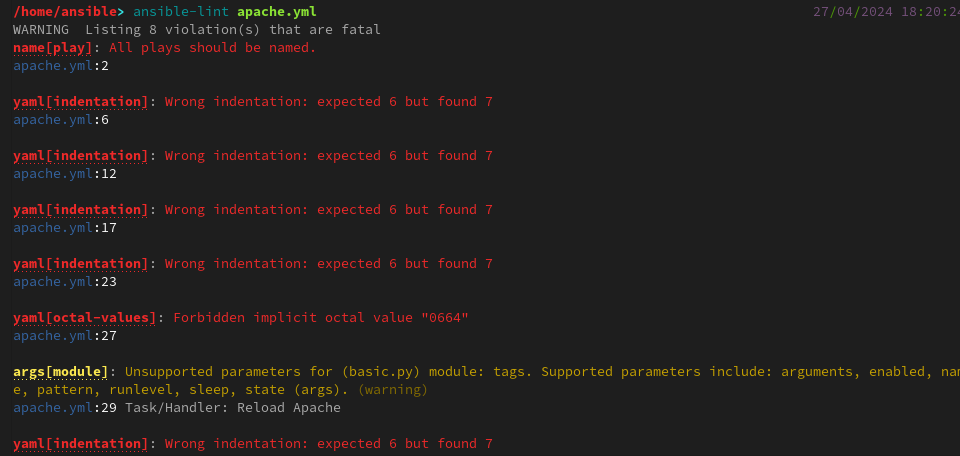 /home/ansible> ansible-lint apache.yml 27/04/2024 18:20:24
WARNING  Listing 8 violation(s) that are fatal
name[play]: All plays should be named.
apache.yml:2
yaml[indentation]: Wrong indentation: expected 6 but found 7
apache.yml:6
yaml[indentation]: Wrong indentation: expected 6 but found 7
apache.yml:12
yaml[indentation]: Wrong indentation: expected 6 but found 7
apache.yml:17
yaml[indentation]: Wrong indentation: expected 6 but found 7
apache.yml:23
yaml[octal-values]: Forbidden implicit octal value "0664"
apache.yml:27
args[module]: Unsupported parameters for (basic.py) module: tags. Supported parameters include: arguments, enabled, nam
e, pattern, runlevel, sleep, state (args). (warning)
apache.yml:29 Task/Handler: Reload Apache
yaml[indentation]: Wrong indentation: expected 6 but found 7